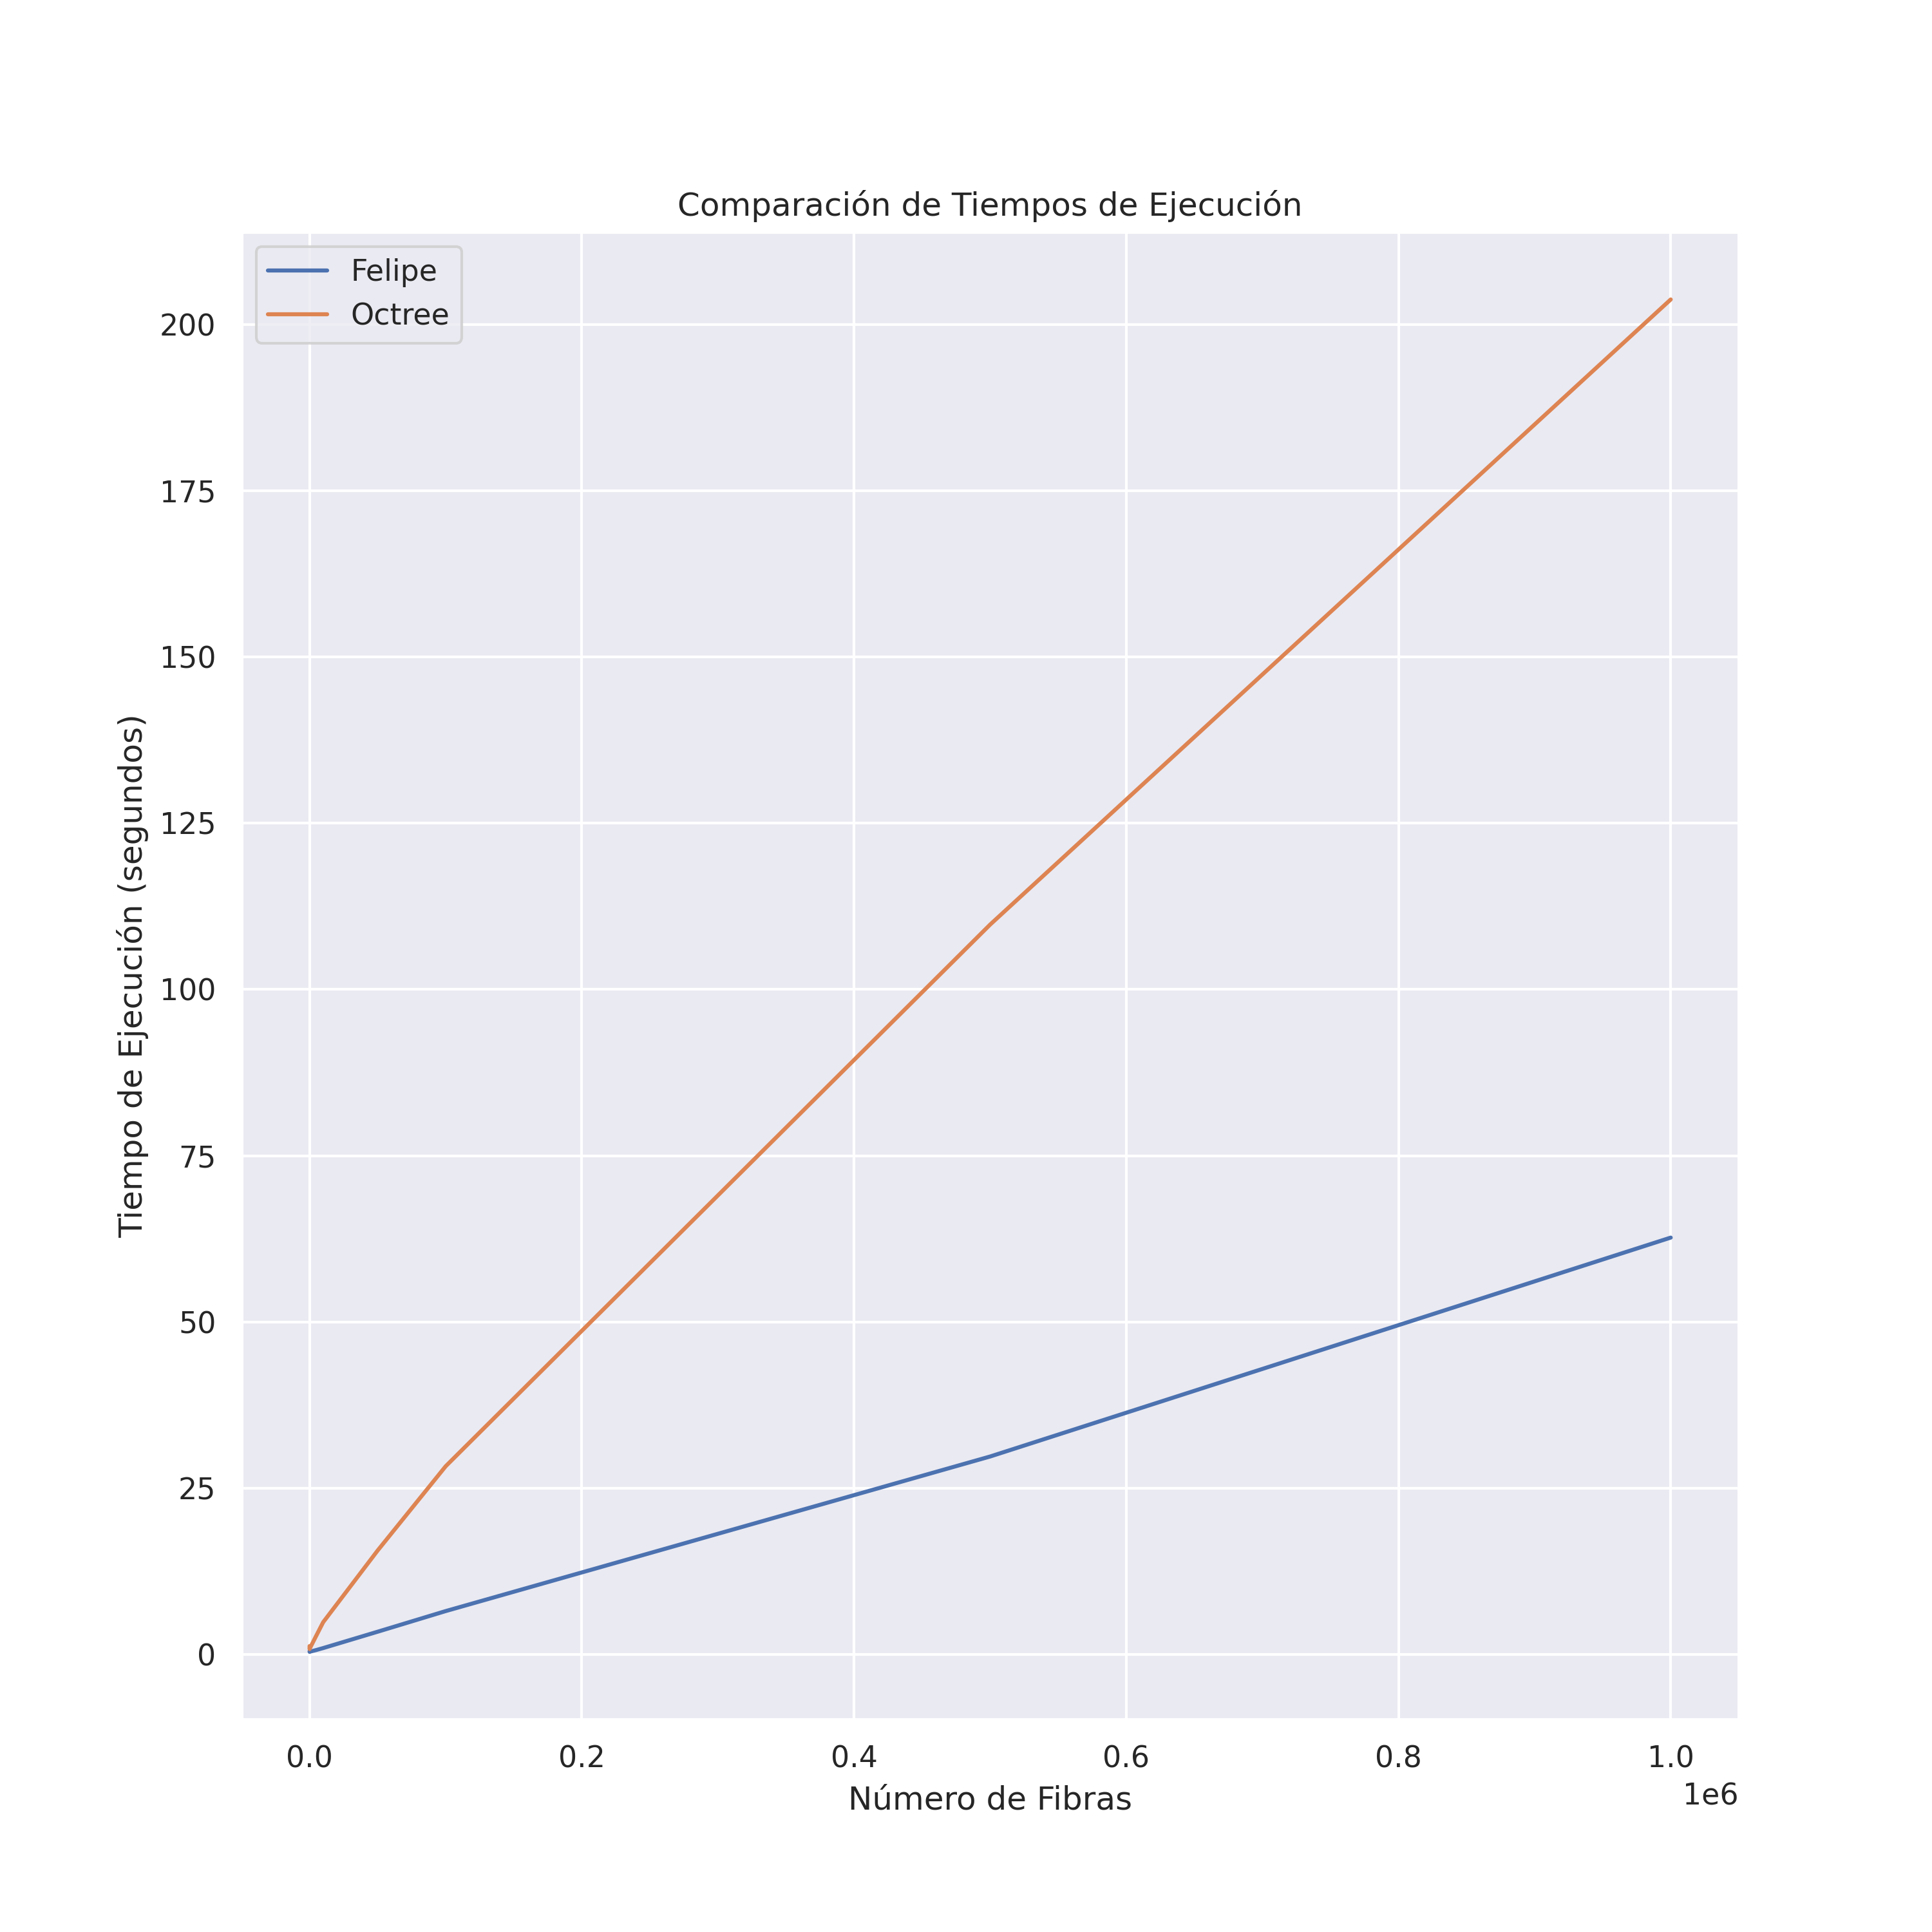 Comparación de Tiempos de Ejecución
Felipe
Octree
200
175
150
125
100
75
50
25
0
Tiempo de Ejecución (segundos)
0.0 0.2 0.4 0.6 0.8 1.0
1e6
Número de Fibras